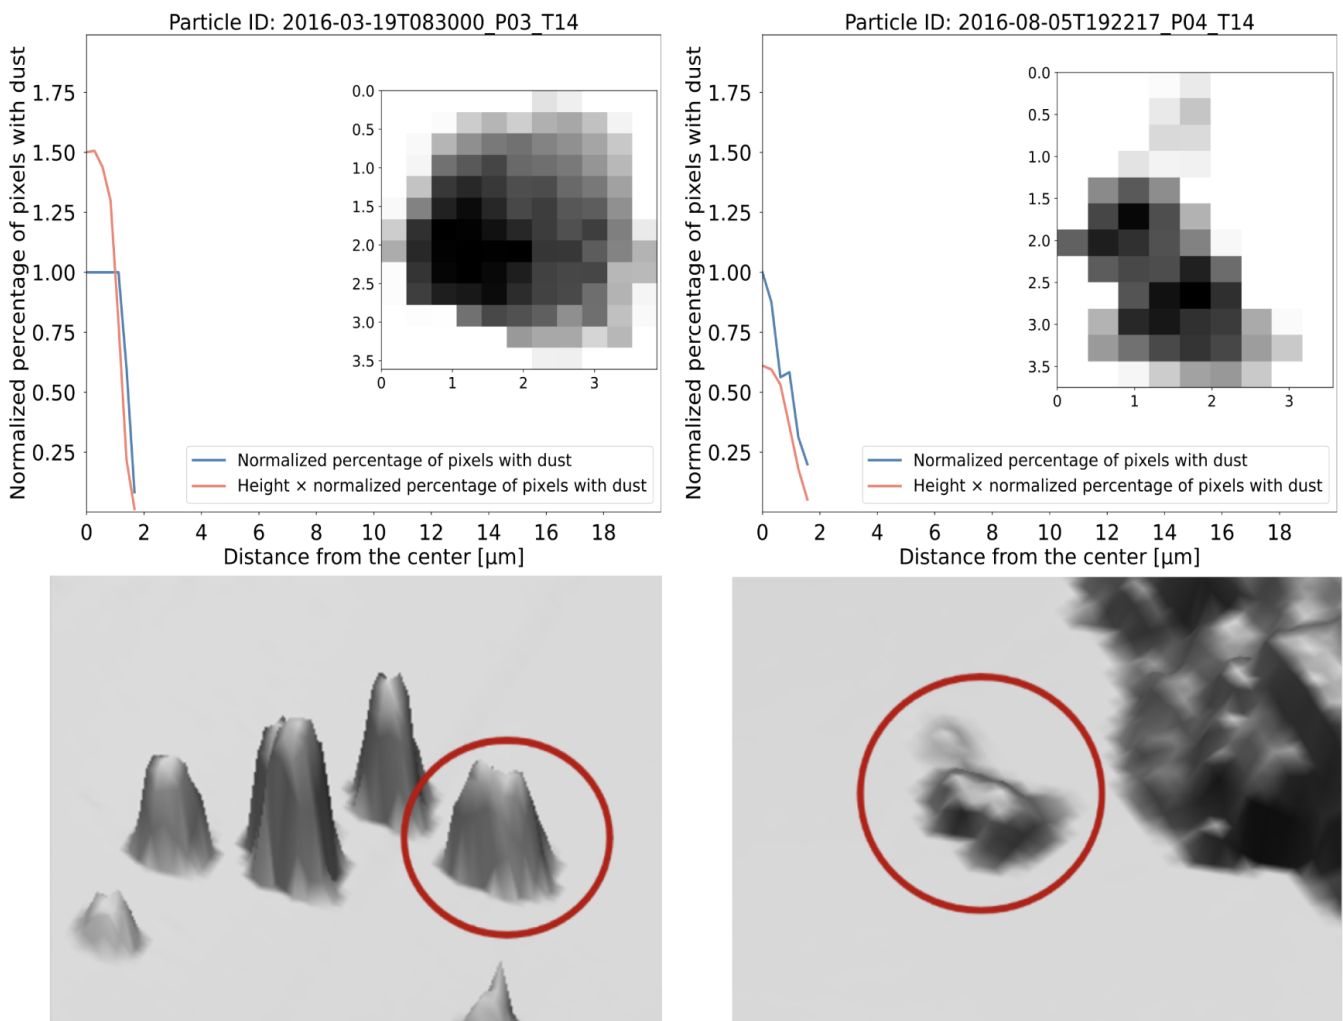 Particle ID: 2016-03-19T083000_P03_T14
Normalized percentage of pixels with dust
1.75
1.50
1.25
1.00
0.75
0.50
0.25
0.0
0.5
1.0
1.5
2.0
2.5
3.0
3.5
0 1 2 3
Normalized percentage of pixels with dust
Height × normalized percentage of pixels with dust
0 2 4 6 8 10 12 14 16 18
Distance from the center [μm]
Particle ID: 2016-08-05T192217_P04_T14
Normalized percentage of pixels with dust
1.75
1.50
1.25
1.00
0.75
0.50
0.25
0.0
0.5
1.0
1.5
2.0
2.5
3.0
3.5
0 1 2 3
Normalized percentage of pixels with dust
Height × normalized percentage of pixels with dust
0 2 4 6 8 10 12 14 16 18
Distance from the center [μm]